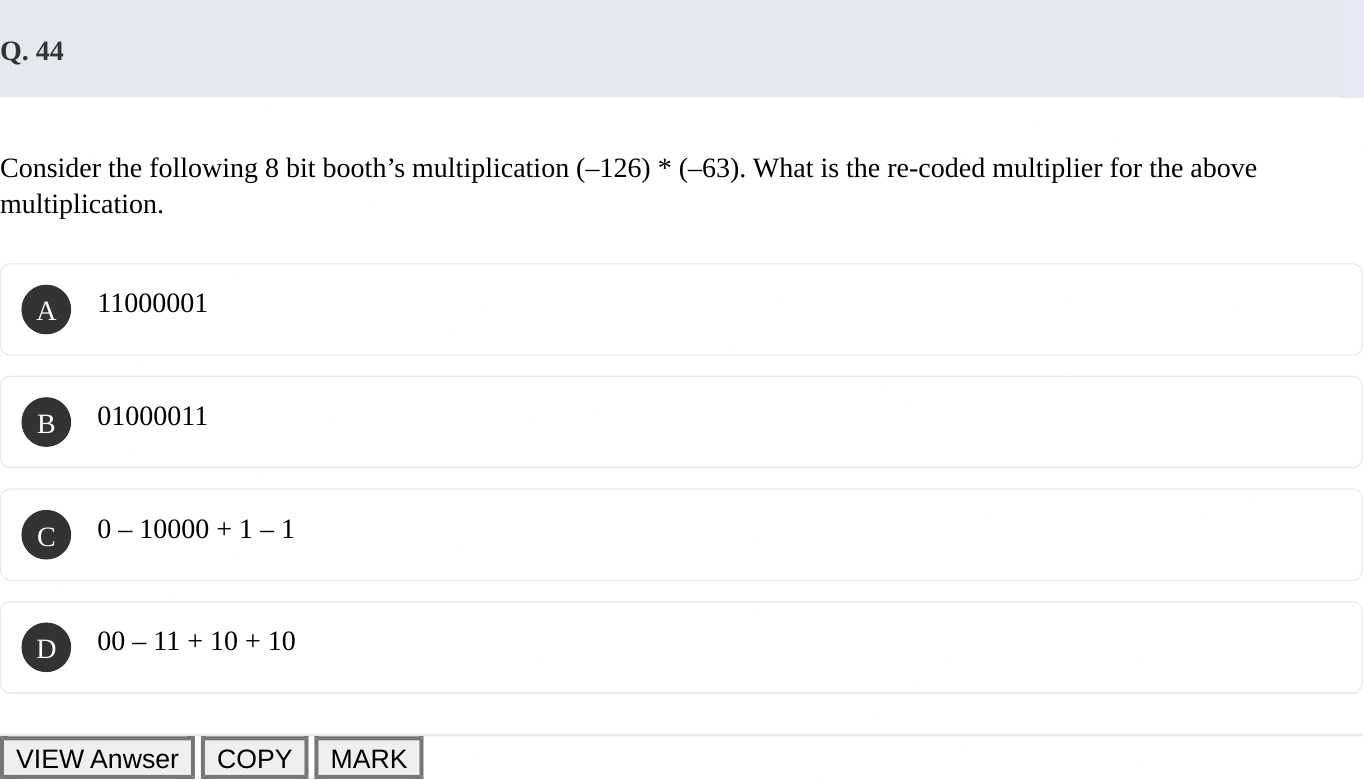 Q. 44
Consider the following 8 bit booth’s multiplication (–126) * (–63). What is the re-coded multiplier for the above
multiplication.
A 11000001
B 01000011
C 0 – 10000 + 1 – 1
D 00 – 11 + 10 + 10
VIEW Anwser COPY MARK